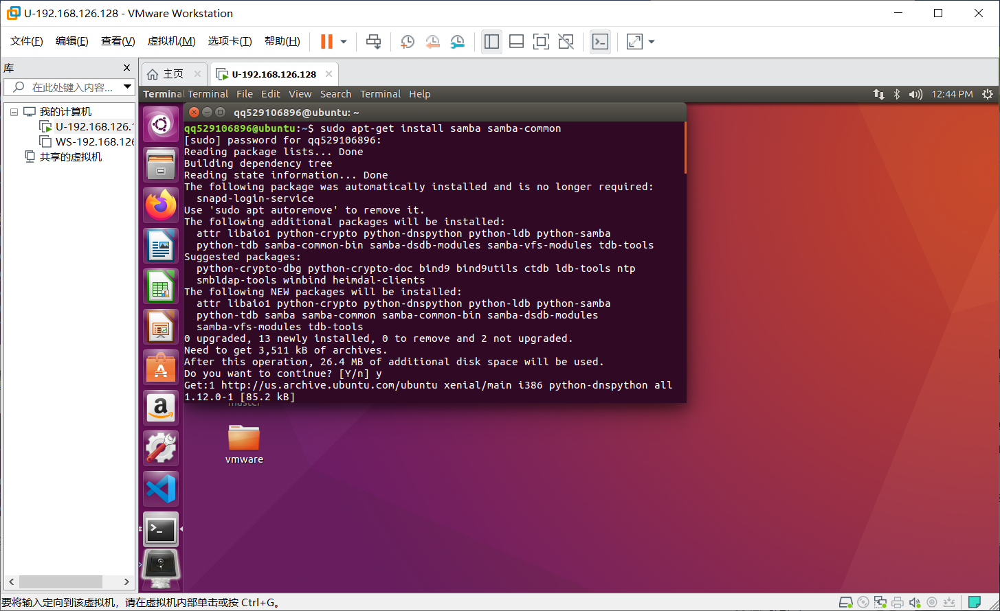 U-192.168.126.128 - VMware Workstation
文件(F) 编辑(E) 查看(V) 虚拟机(M) 选项卡(T) 帮助(H)
库
主页
U-192.168.126.128
在此处键入内容...
Terminal Terminal File Edit View Search Terminal Help
12:44 PM
我的计算机
U-192.168.126.
WS-192.168.126
共享的虚拟机
qq529106896@ubuntu: ~
qq529106896@ubuntu:~$ sudo apt-get install samba samba-common
[sudo] password for qq529106896:
Reading package lists... Done
Building dependency tree
Reading state information... Done
The following package was automatically installed and is no longer required:
snapd-login-service
Use 'sudo apt autoremove' to remove it.
The following additional packages will be installed:
attr libaio1 python-crypto python-dnspython python-ldb python-samba
python-tdb samba-common-bin samba-dsdb-modules samba-vfs-modules tdb-tools
Suggested packages:
python-crypto-dbg python-crypto-doc bind9 bind9utils ctdb ldb-tools ntp
smbldap-tools winbind heimdal-clients
The following NEW packages will be installed:
attr libaio1 python-crypto python-dnspython python-ldb python-samba
python-tdb samba samba-common samba-common-bin samba-dsdb-modules
samba-vfs-modules tdb-tools
0 upgraded, 13 newly installed, 0 to remove and 2 not upgraded.
Need to get 3,511 kB of archives.
After this operation, 26.4 MB of additional disk space will be used.
Do you want to continue? [Y/n] y
Get:1 http://us.archive.ubuntu.com/ubuntu xenial/main i386 python-dnspython all
1.12.0-1 [85.2 kB]
master
vmware
要将输入定向到该虚拟机，请在虚拟机内部单击或按 Ctrl+G。